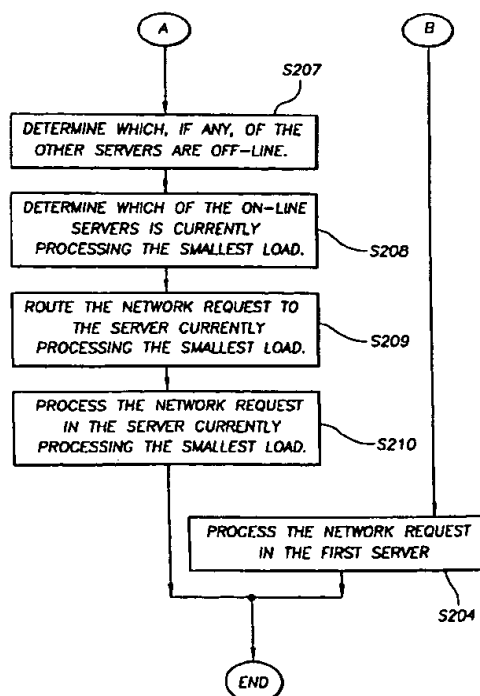 A
B
S207
DETERMINE WHICH, IF ANY, OF THE
OTHER SERVERS ARE OFF-LINE.
DETERMINE WHICH OF THE ON-LINE
SERVERS IS CURRENTLY
PROCESSING THE SMALLEST LOAD.
S208
ROUTE THE NETWORK REQUEST TO
THE SERVER CURRENTLY
PROCESSING THE SMALLEST LOAD.
S209
PROCESS THE NETWORK REQUEST
IN THE SERVER CURRENTLY
PROCESSING THE SMALLEST LOAD.
S210
PROCESS THE NETWORK REQUEST
IN THE FIRST SERVER
S204
END